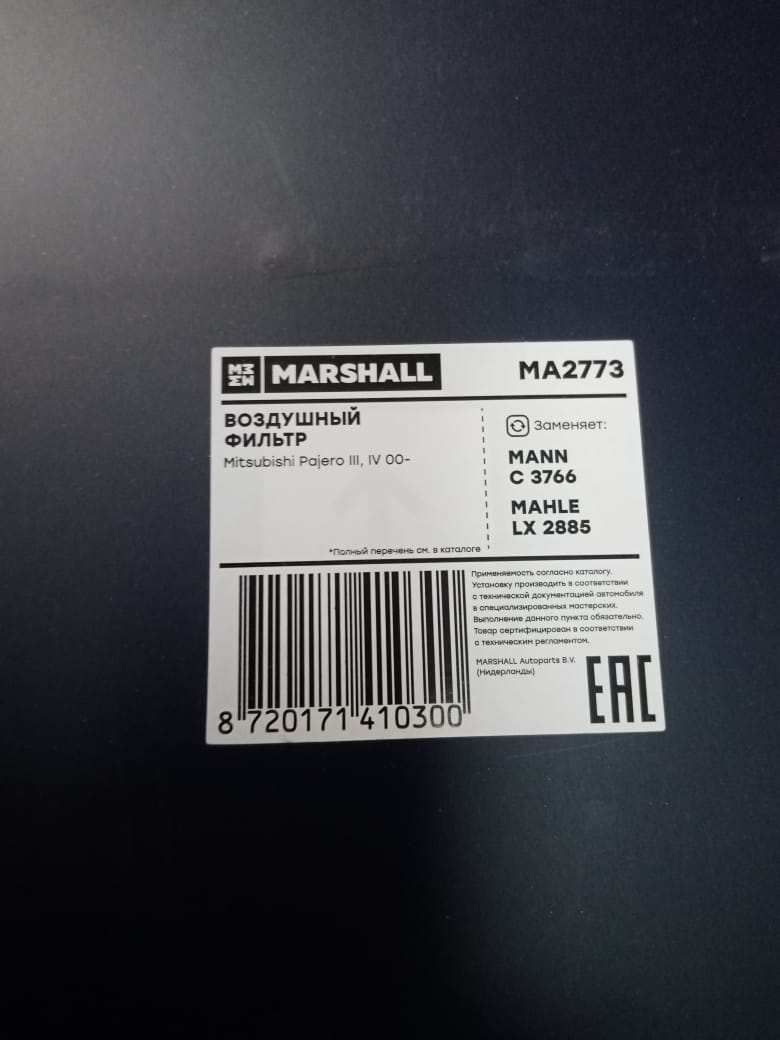 MARSHALL
MA2773
ВОЗДУШНЫЙ
ФИЛЬТР
Mitsubishi Pajero III, IV 00-
*Полный перечень см. в каталоге
Заменяет:
MANN
C 3766
MAHLE
LX 2885
Применяемость согласно каталогу.
Установку производить в соответствии
с технической документацией автомобиля
в специализированных мастерских.
Выполнение данного пункта обязательно.
Товар сертифицирован в соответствии
с техническим регламентом.
MARSHALL Autoparts B.V.
(Нидерланды)
EAC
8 720171 410300